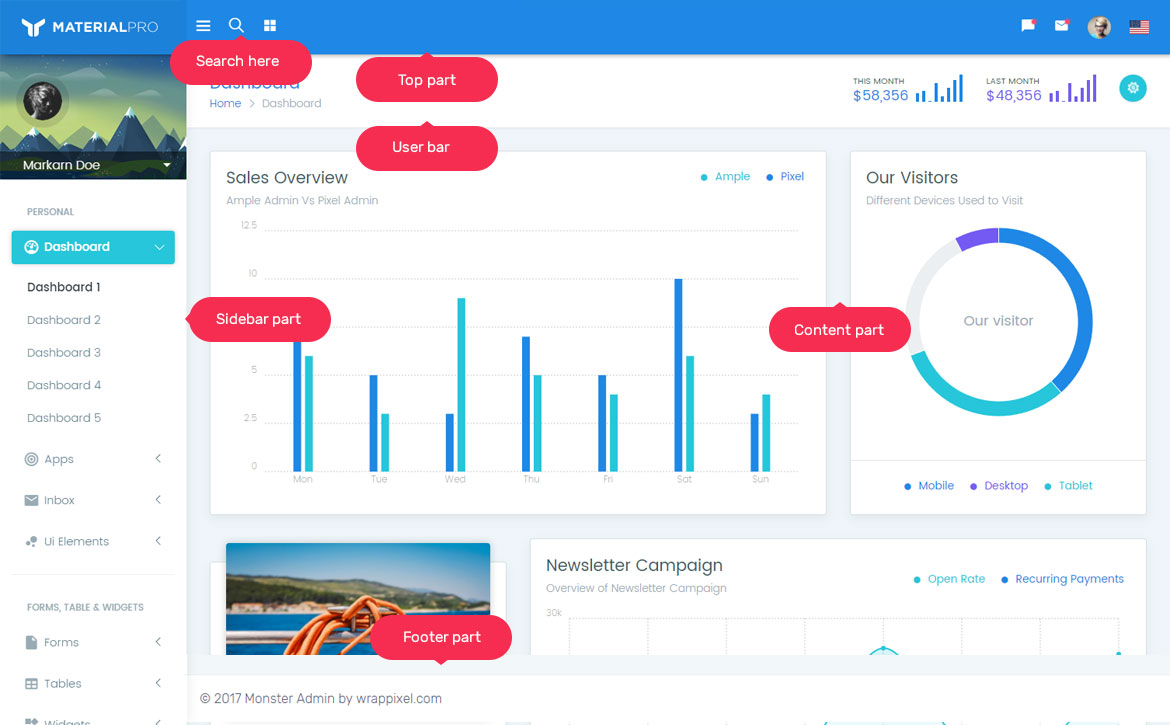 MATERIALPRO
Search here
Top part
Dashboard
Home > Dashboard
THIS MONTH
$58,356
LAST MONTH
$48,356
User bar
Markarn Doe
PERSONAL
Dashboard
Dashboard 1
Dashboard 2
Dashboard 3
Dashboard 4
Dashboard 5
Apps
Inbox
Ui Elements
FORMS, TABLE & WIDGETS
Forms
Tables
Widgets
Sidebar part
Sales Overview
Ample Admin Vs Pixel Admin
Ample
Pixel
12.5
10
5
2.5
0
Mon Tue Wed Thu Fri Sat Sun
Content part
Our Visitors
Different Devices Used to Visit
Our visitor
Mobile Desktop Tablet
Newsletter Campaign
Overview of Newsletter Campaign
Open Rate Recurring Payments
30k
Footer part
© 2017 Monster Admin by wrappixel.com